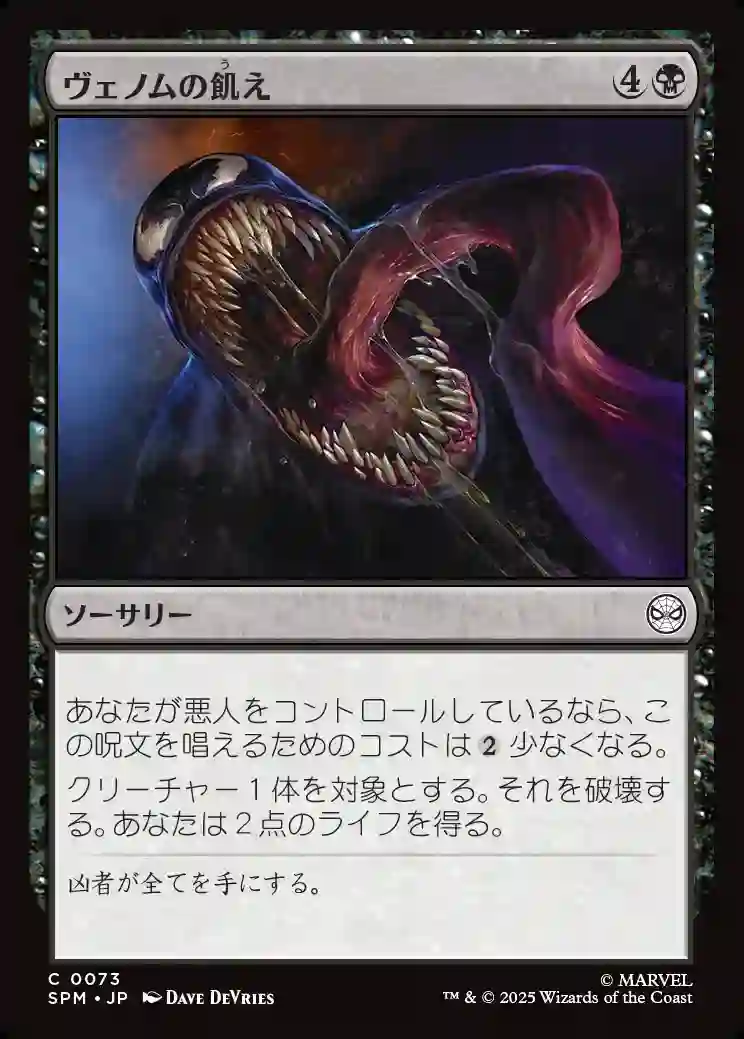 ヴェノムの飢え
う
4
ソーサリー
あなたが悪人をコントロールしているなら、こ
の呪文を唱えるためのコストは 2 少なくなる。
クリーチャー1体を対象とする。それを破壊す
る。あなたは2点のライフを得る。
凶者が全てを手にする。
C 0073
SPM • JP DAVE DEVRIES
© MARVEL
™ & © 2025 Wizards of the Coast